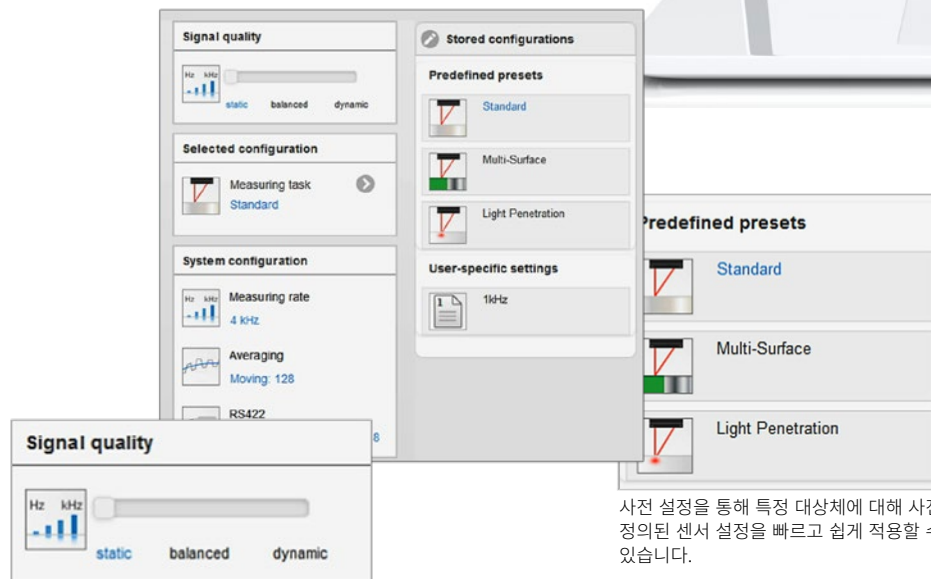 Signal quality
Hz kHz
static balanced dynamic
Selected configuration
Measuring task
Standard
System configuration
Hz kHz
Measuring rate
4 kHz
Averaging
Moving: 128
RS422
8
Stored configurations
Predefined presets
Standard
Multi-Surface
Light Penetration
User-specific settings
1
1kHz
Signal quality
Hz kHz
static balanced dynamic
Predefined presets
Standard
Multi-Surface
Light Penetration
사전 설정을 통해 특정 대상체에 대해 사전
정의된 센서 설정을 빠르고 쉽게 적용할 수
있습니다.